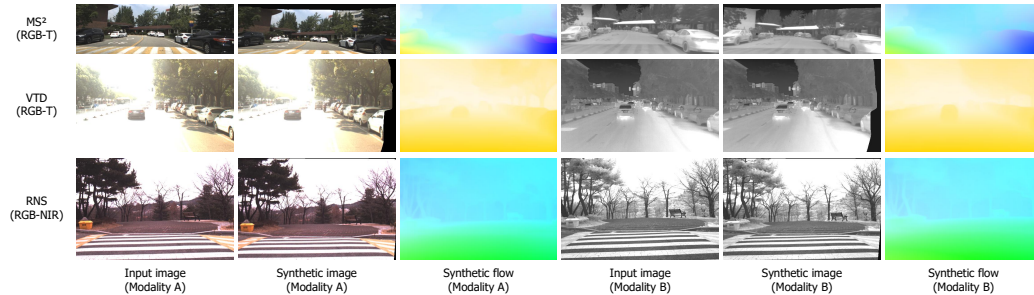 MS²
(RGB-T)
VTD
(RGB-T)
RNS
(RGB-NIR)
Input image
(Modality A)
Synthetic image
(Modality A)
Synthetic flow
(Modality A)
Input image
(Modality B)
Synthetic image
(Modality B)
Synthetic flow
(Modality B)